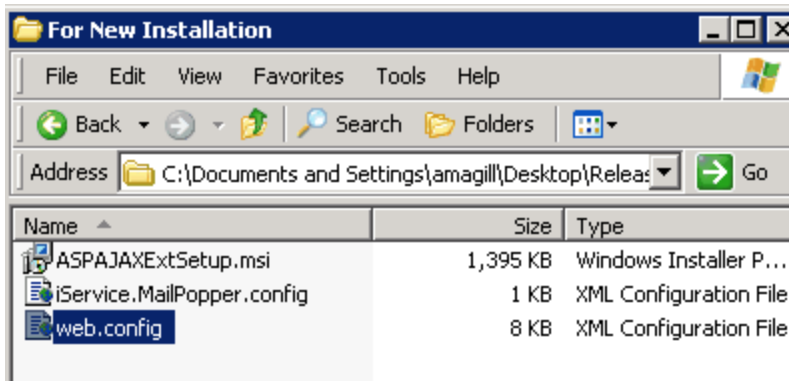 For New Installation
File Edit View Favorites Tools Help
Back Search Folders
Address C:\Documents and Settings\amagill\Desktop\Releas Go
Name Size Type
ASPAJAXExtSetup.msi 1,395 KB Windows Installer P...
iService.MailPopper.config 1 KB XML Configuration File
web.config 8 KB XML Configuration File